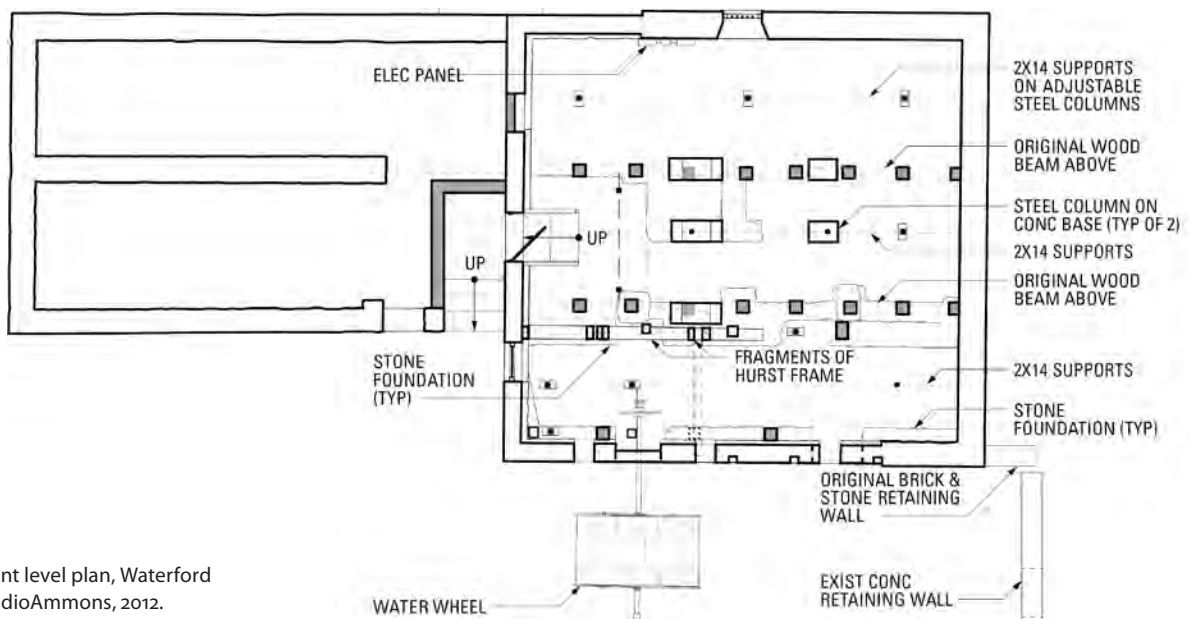 ELEC PANEL
2X14 SUPPORTS
ON ADJUSTABLE
STEEL COLUMNS
ORIGINAL WOOD
BEAM ABOVE
STEEL COLUMN ON
CONC BASE (TYP OF 2)
UP
2X14 SUPPORTS
UP
ORIGINAL WOOD
BEAM ABOVE
STONE
FOUNDATION
(TYP)
FRAGMENTS OF
HURST FRAME
2X14 SUPPORTS
STONE
FOUNDATION (TYP)
ORIGINAL BRICK &
STONE RETAINING
WALL
nt level plan, Waterford
dioAmmons, 2012.
WATER WHEEL
EXIST CONC
RETAINING WALL